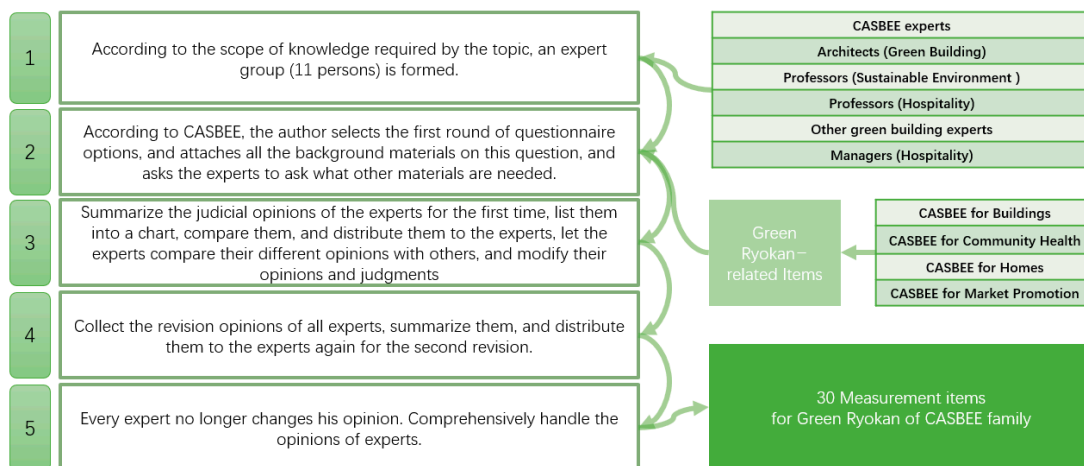 1
According to the scope of knowledge required by the topic, an expert
group (11 persons) is formed.
CASBEE experts
Architects (Green Building)
Professors (Sustainable Environment )
Professors (Hospitality)
Other green building experts
Managers (Hospitality)
2
According to CASBEE, the author selects the first round of questionnaire
options, and attaches all the background materials on this question, and
asks the experts to ask what other materials are needed.
3
Summarize the judicial opinions of the experts for the first time, list them
into a chart, compare them, and distribute them to the experts, let the
experts compare their different opinions with others, and modify their
opinions and judgments
Green
Ryokan-
related Items
CASBEE for Buildings
CASBEE for Community Health
CASBEE for Homes
CASBEE for Market Promotion
4
Collect the revision opinions of all experts, summarize them, and distribute
them to the experts again for the second revision.
5
Every expert no longer changes his opinion. Comprehensively handle the
opinions of experts.
30 Measurement items
for Green Ryokan of CASBEE family